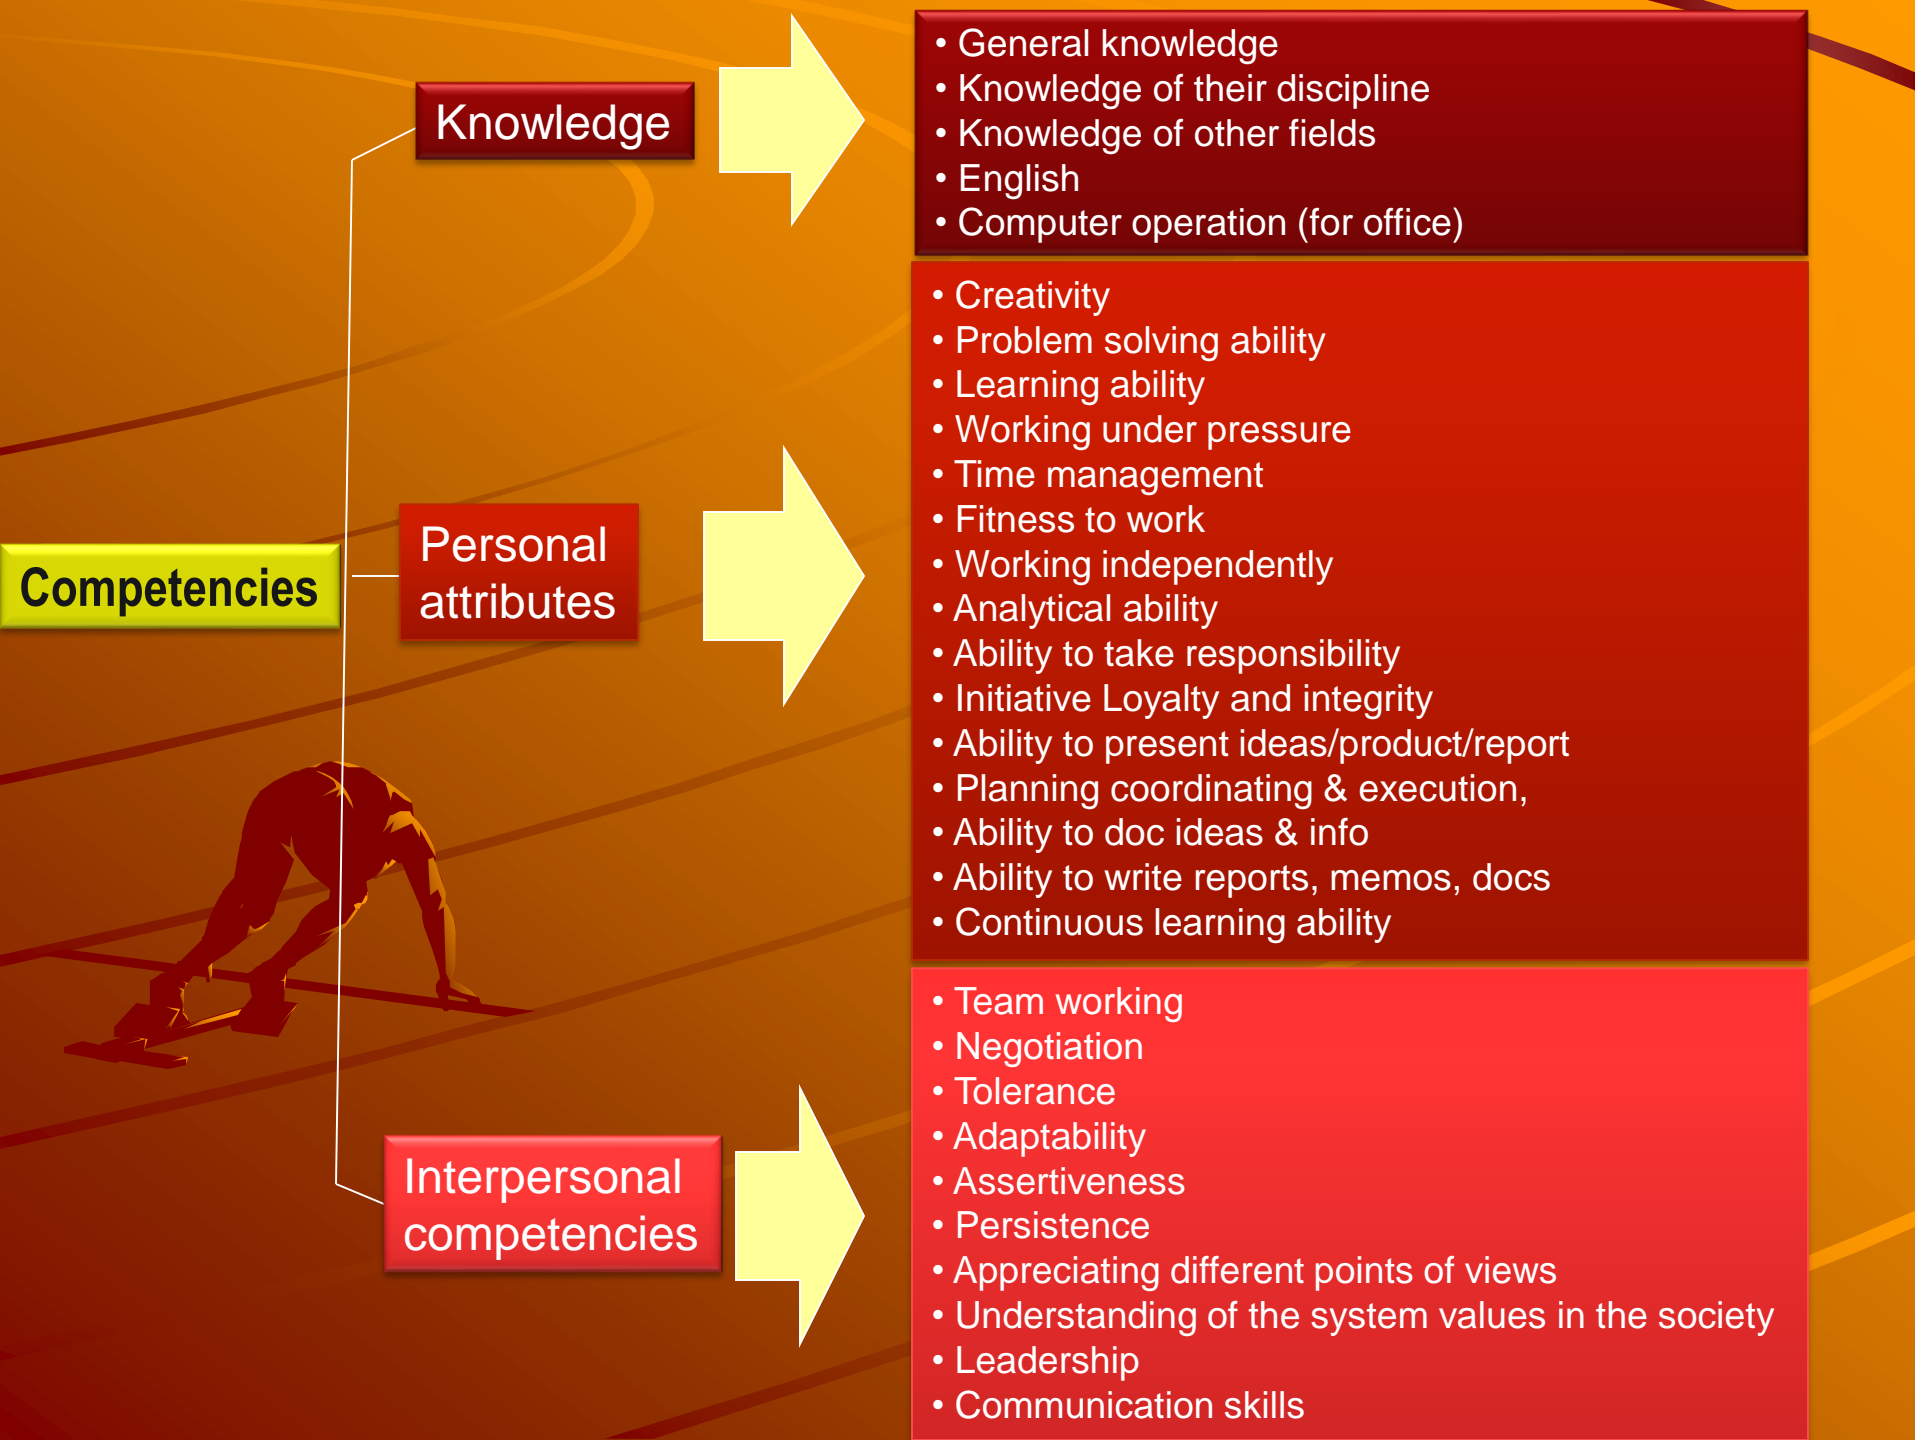 Competencies
Knowledge
• General knowledge
• Knowledge of their discipline
• Knowledge of other fields
• English
• Computer operation (for office)
Personal
attributes
• Creativity
• Problem solving ability
• Learning ability
• Working under pressure
• Time management
• Fitness to work
• Working independently
• Analytical ability
• Ability to take responsibility
• Initiative Loyalty and integrity
• Ability to present ideas/product/report
• Planning coordinating & execution,
• Ability to doc ideas & info
• Ability to write reports, memos, docs
• Continuous learning ability
Interpersonal
competencies
• Team working
• Negotiation
• Tolerance
• Adaptability
• Assertiveness
• Persistence
• Appreciating different points of views
• Understanding of the system values in the society
• Leadership
• Communication skills